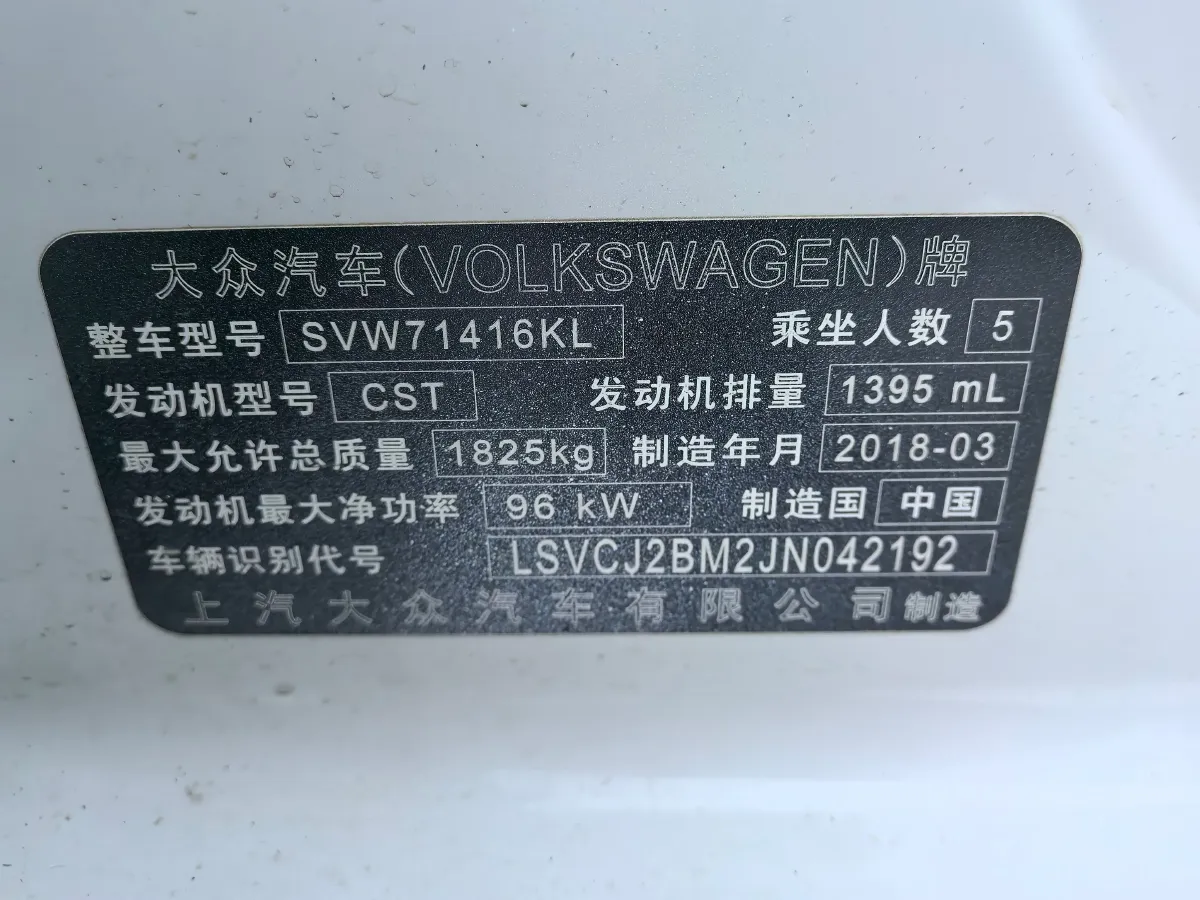 大众汽车(VOLKSWAGEN)牌
整车型号 SVW71416KL 乘坐人数 5
发动机型号 CST 发动机排量 1395 mL
最大允许总质量 1825kg 制造年月 2018-03
发动机最大净功率 96 kW 制造国 中国
车辆识别代号 LSVCJ2BM2JN042192
上汽大众汽车有限公司制造